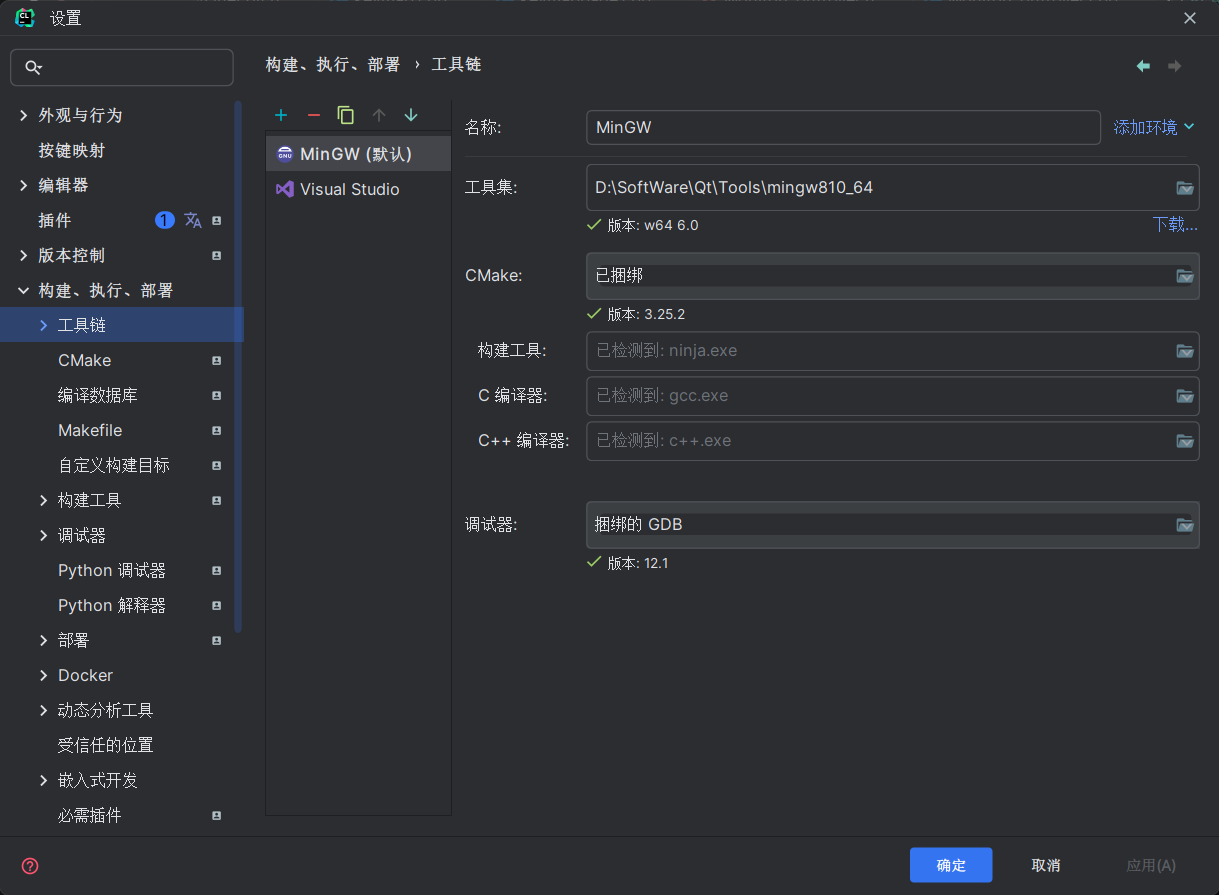 设置
外观与行为
按键映射
编辑器
插件 1
版本控制
构建、执行、部署
工具链
CMake
编译数据库
Makefile
自定义构建目标
构建工具
调试器
Python 调试器
Python 解释器
部署
Docker
动态分析工具
受信任的位置
嵌入式开发
必需插件
构建、执行、部署 › 工具链
MinGW (默认)
Visual Studio
名称: MinGW 添加环境
工具集: D:\SoftWare\Qt\Tools\mingw810_64
版本: w64 6.0 下载...
CMake: 已捆绑
版本: 3.25.2
构建工具: 已检测到: ninja.exe
C 编译器: 已检测到: gcc.exe
C++ 编译器: 已检测到: c++.exe
调试器: 捆绑的 GDB
版本: 12.1
确定 取消 应用(A)